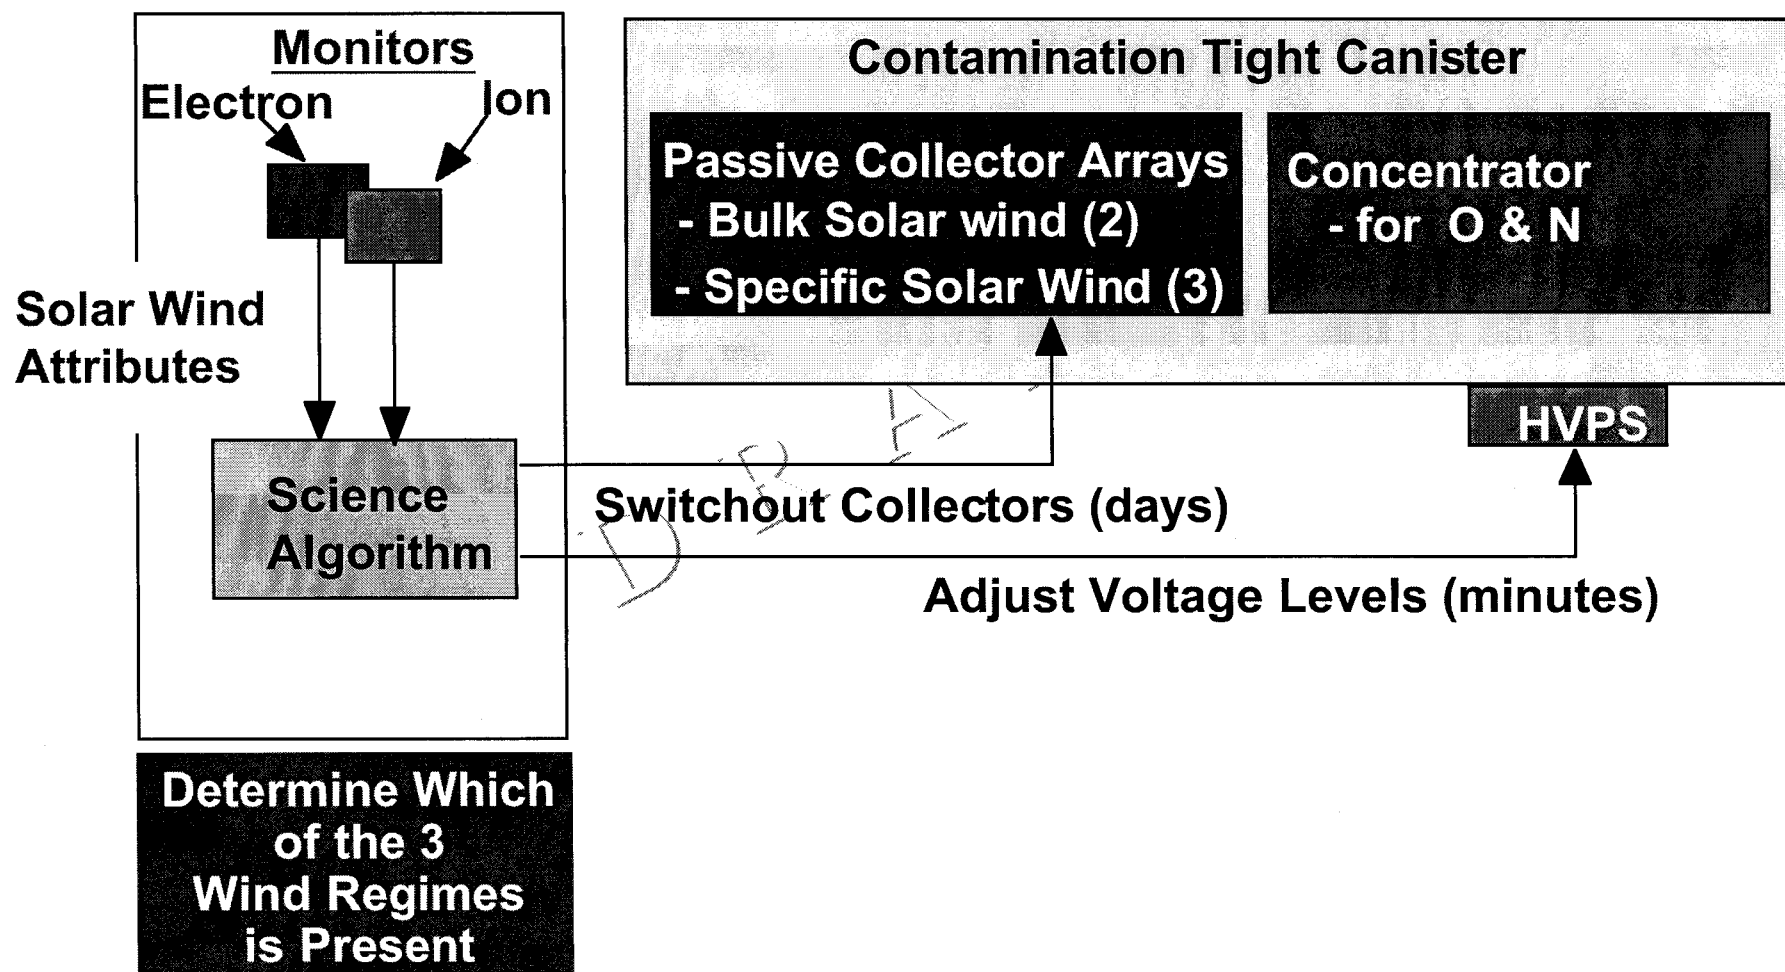 Monitors
Electron
Ion
Solar Wind
Attributes
Science
Algorithm
Determine Which
of the 3
Wind Regimes
is Present
Contamination Tight Canister
Passive Collector Arrays
- Bulk Solar wind (2)
- Specific Solar Wind (3)
Concentrator
- for O & N
HVPS
Switchout Collectors (days)
Adjust Voltage Levels (minutes)
D R A